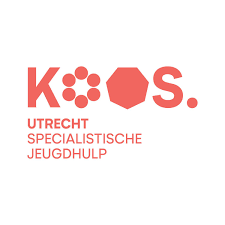 KOOS.
UTRECHT
SPECIALISTISCHE
JEUGDHULP